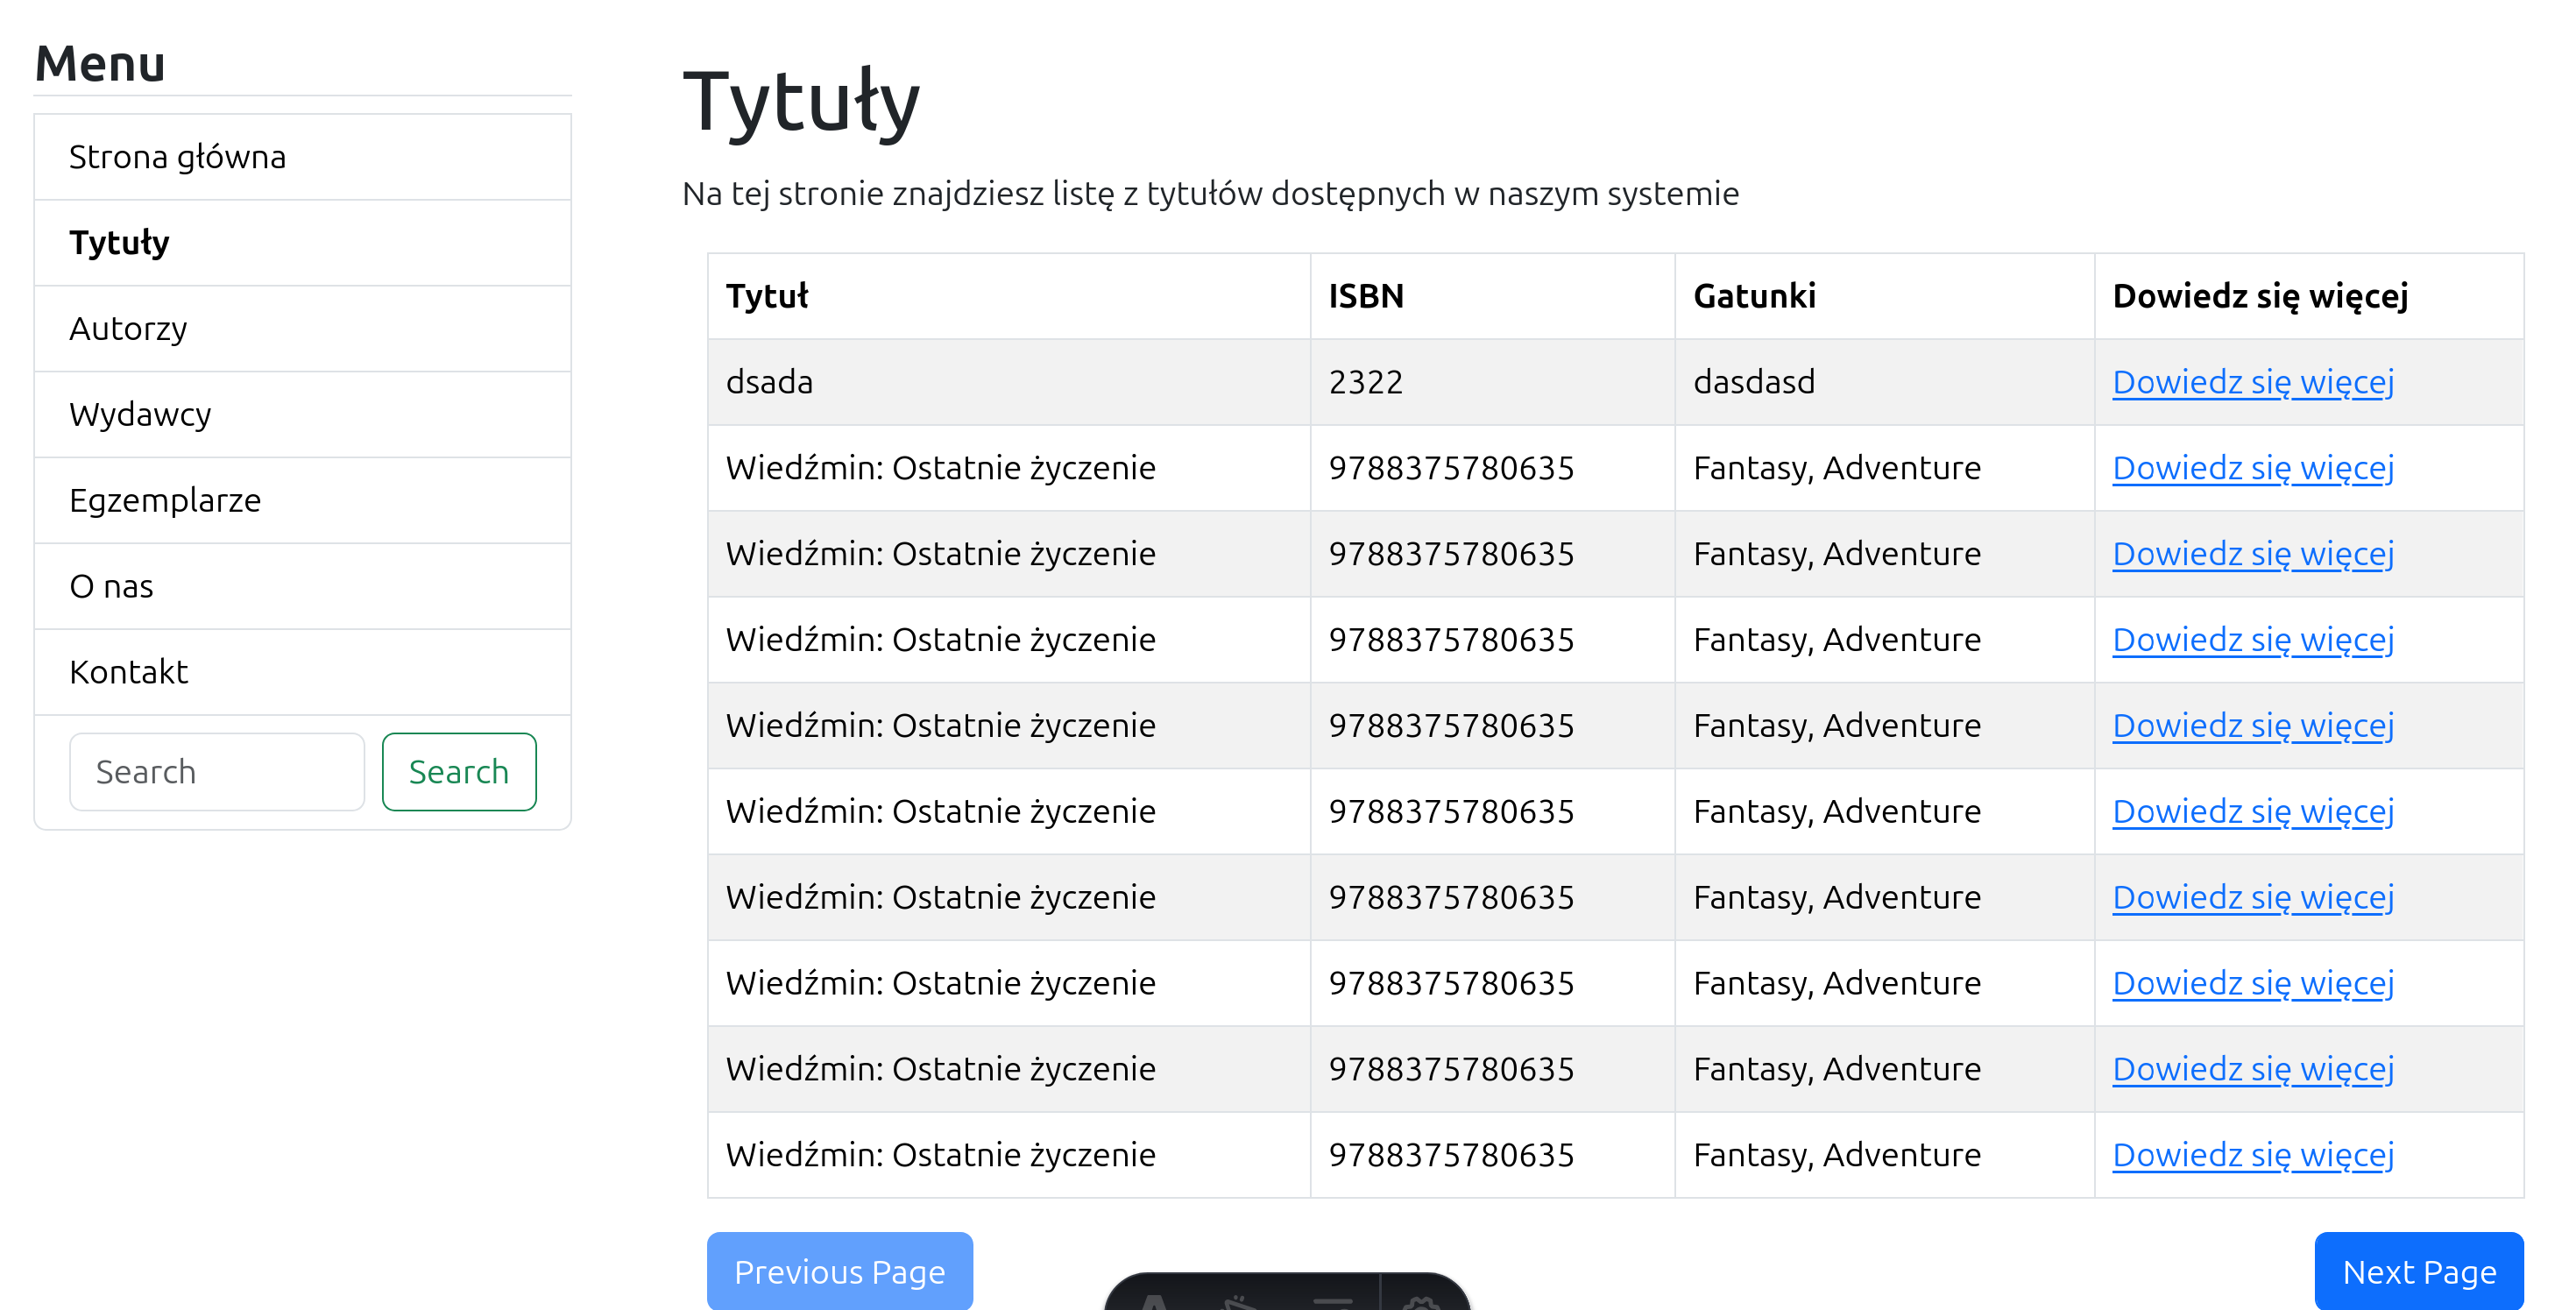 Menu
Strona główna
Tytuły
Autorzy
Wydawcy
Egzemplarze
O nas
Kontakt
Search Search
Tytuły
Na tej stronie znajdziesz listę z tytułów dostępnych w naszym systemie
Tytuł ISBN Gatunki Dowiedz się więcej
dsada 2322 dasdasd Dowiedz się więcej
Wiedźmin: Ostatnie życzenie 9788375780635 Fantasy, Adventure Dowiedz się więcej
Wiedźmin: Ostatnie życzenie 9788375780635 Fantasy, Adventure Dowiedz się więcej
Wiedźmin: Ostatnie życzenie 9788375780635 Fantasy, Adventure Dowiedz się więcej
Wiedźmin: Ostatnie życzenie 9788375780635 Fantasy, Adventure Dowiedz się więcej
Wiedźmin: Ostatnie życzenie 9788375780635 Fantasy, Adventure Dowiedz się więcej
Wiedźmin: Ostatnie życzenie 9788375780635 Fantasy, Adventure Dowiedz się więcej
Wiedźmin: Ostatnie życzenie 9788375780635 Fantasy, Adventure Dowiedz się więcej
Wiedźmin: Ostatnie życzenie 9788375780635 Fantasy, Adventure Dowiedz się więcej
Wiedźmin: Ostatnie życzenie 9788375780635 Fantasy, Adventure Dowiedz się więcej
Previous Page Next Page